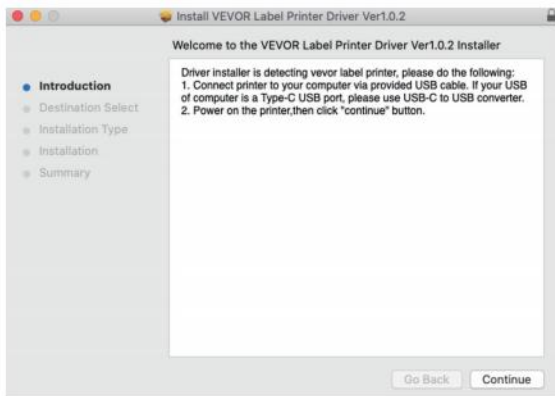 Install VEVOR Label Printer Driver Ver1.0.2
Welcome to the VEVOR Label Printer Driver Ver1.0.2 Installer
Introduction
Destination Select
Installation Type
Installation
Summary
Driver installer is detecting vevor label printer, please do the following:
1. Connect printer to your computer via provided USB cable. If your USB
of computer is a Type-C USB port, please use USB-C to USB converter.
2. Power on the printer,then click "continue" button.
Go Back
Continue